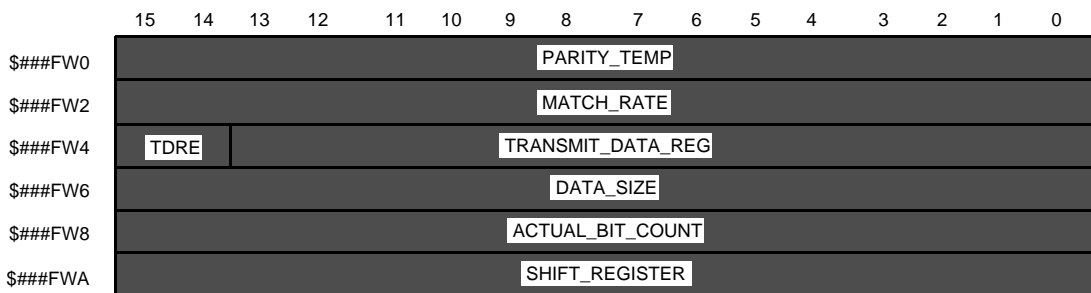 15 14 13 12 11 10 9 8 7 6 5 4 3 2 1 0
$###FW0 PARITY_TEMP
$###FW2 MATCH_RATE
$###FW4 TDRE TRANSMIT_DATA_REG
$###FW6 DATA_SIZE
$###FW8 ACTUAL_BIT_COUNT
$###FWA SHIFT_REGISTER